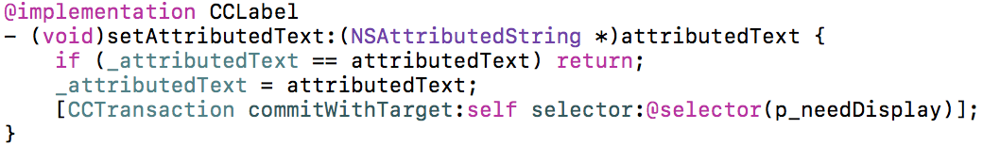 @implementation CCLabel
- (void)setAttributedText:(NSAttributedString *)attributedText {
    if (_attributedText == attributedText) return;
    _attributedText = attributedText;
    [CCTransaction commitWithTarget:self selector:@selector(p_needDisplay)];
}